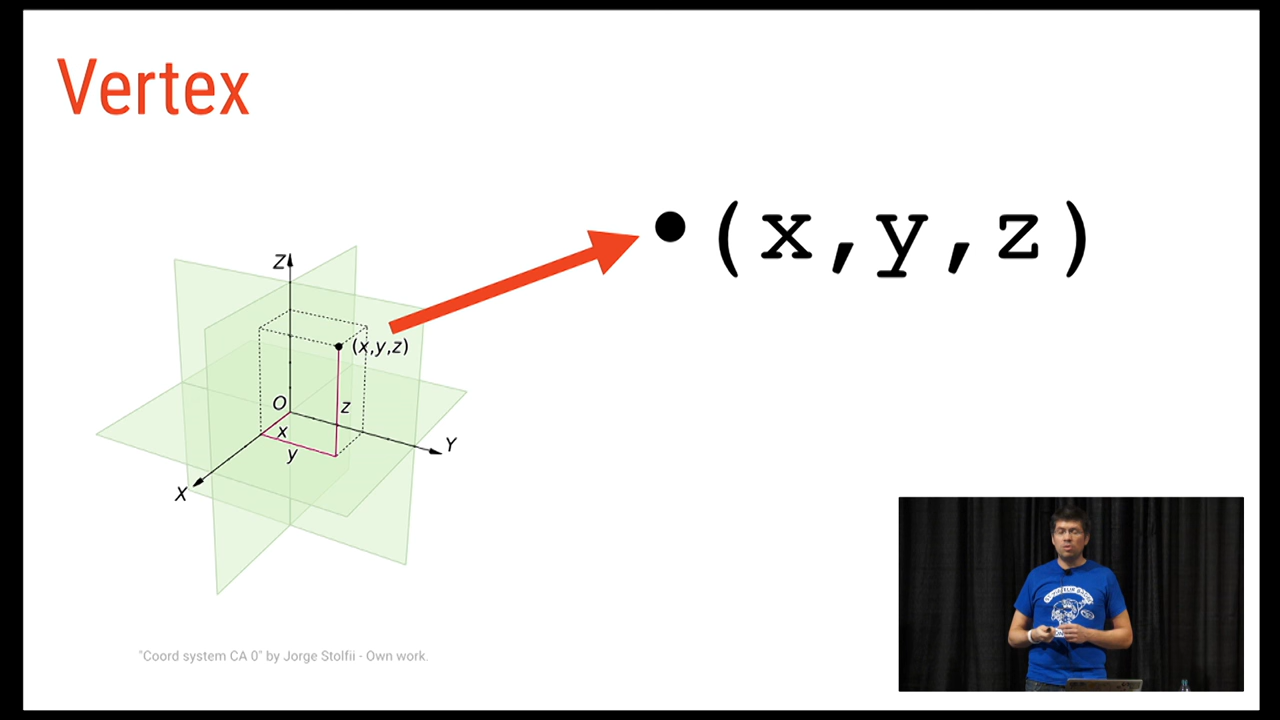 Vertex
•(x,y,z)
Z
(x,y,z)
O
z
x
y
Y
X
"Coord system CA 0" by Jorge Stolfii - Own work.